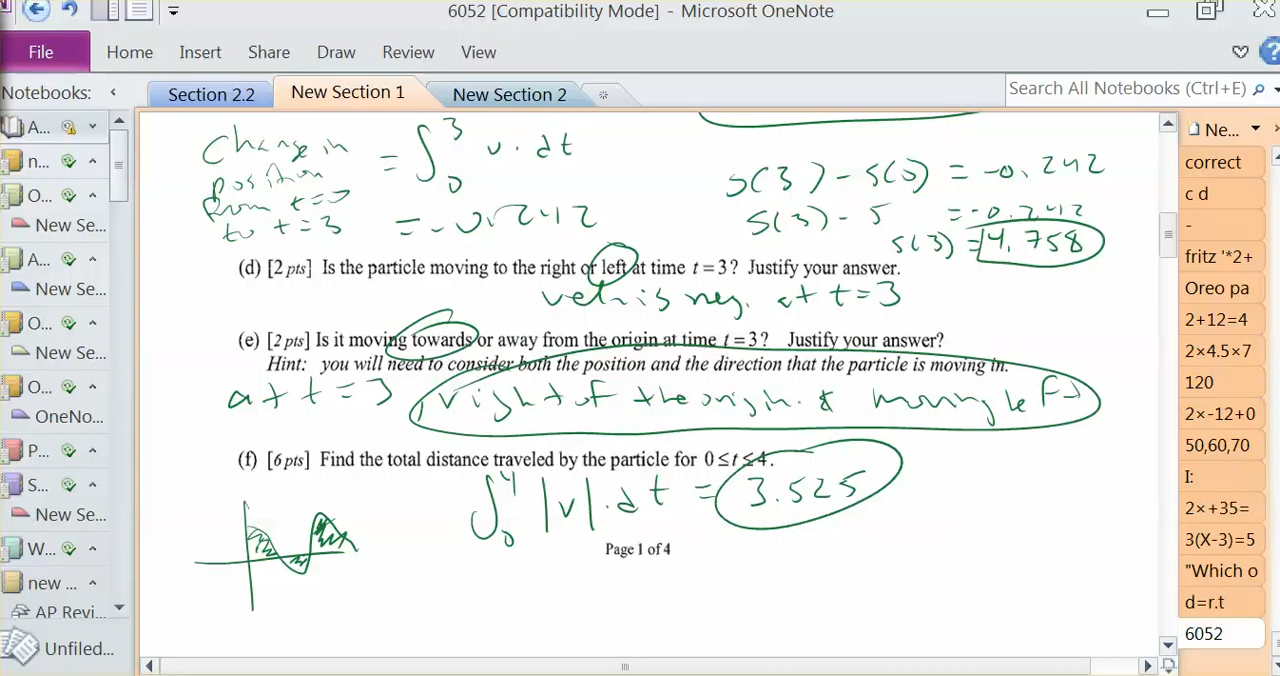 6052 [Compatibility Mode] - Microsoft OneNote
File Home Insert Share Draw Review View
Notebooks: Section 2.2 New Section 1 New Section 2 Search All Notebooks (Ctrl+E)
A...
n...
O...
New Se...
A...
New Se...
O...
New Se...
O...
OneNo...
P...
S...
New Se...
W...
new ...
AP Revi...
Unfiled...
Change in
position
from t=0
to t=3
= ∫₀³ v·dt
= -0.242
s(3) - s(0) = -0.242
s(3) - 5 = -0.242
s(3) = 4.758
(d) [2 pts] Is the particle moving to the right or left at time t = 3? Justify your answer.
is neg. at t=3
(e) [2 pts] Is it moving towards or away from the origin at time t = 3? Justify your answer?
Hint: you will need to consider both the position and the direction that the particle is moving in.
at t=3 right of the origin & moving left
(f) [6 pts] Find the total distance traveled by the particle for 0 ≤ t ≤ 4.
∫₀⁴ |v|·dt = 3.525
Page 1 of 4
Ne...
correct
c d
-
fritz '*2+
Oreo pa
2+12=4
2×4.5×7
120
2×-12+0
50,60,70
I:
2×+35=
3(X-3)=5
"Which o
d=r.t
6052